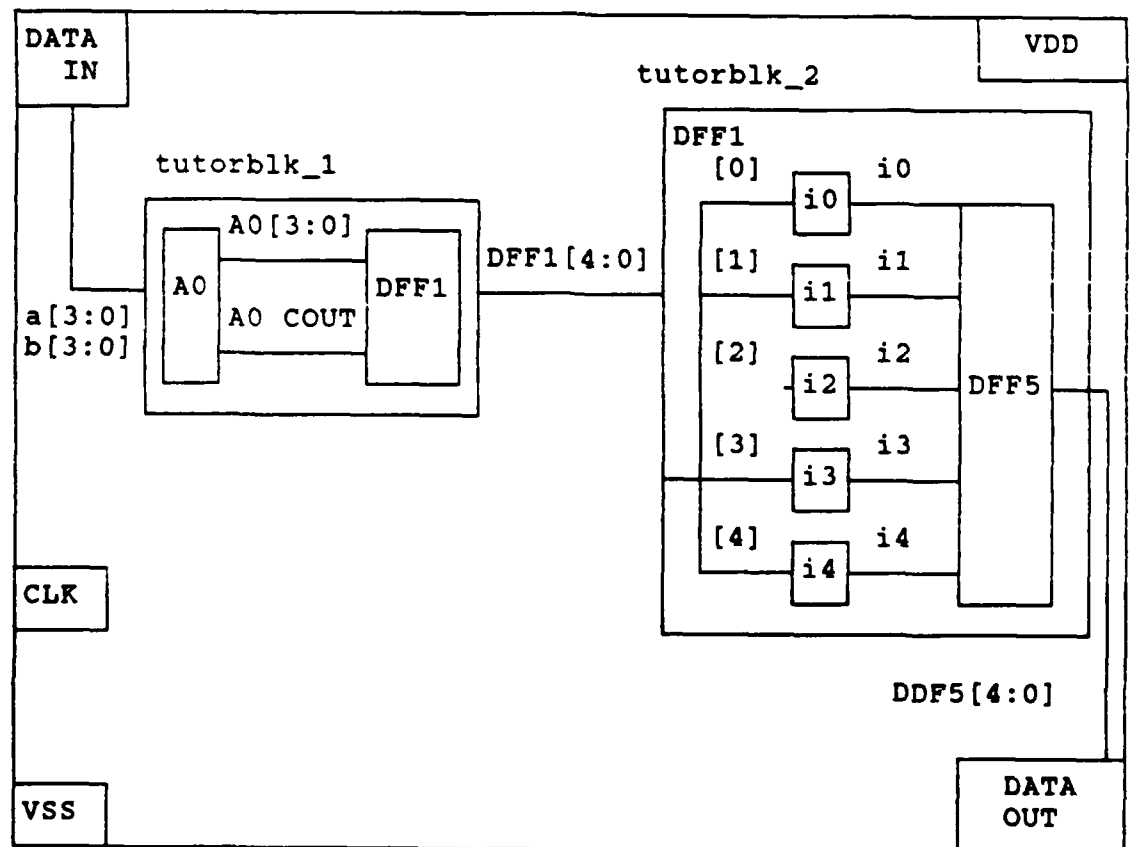 DATA
IN
VDD
tutorblk_2
DFF1
[0]
i0
i0
tutorblk_1
A0[3:0]
DFF1[4:0]
[1]
i1
i1
A0
DFF1
a[3:0]
b[3:0]
A0 COUT
[2]
i2
i2
DFF5
[3]
i3
i3
[4]
i4
i4
CLK
DDF5[4:0]
VSS
DATA
OUT